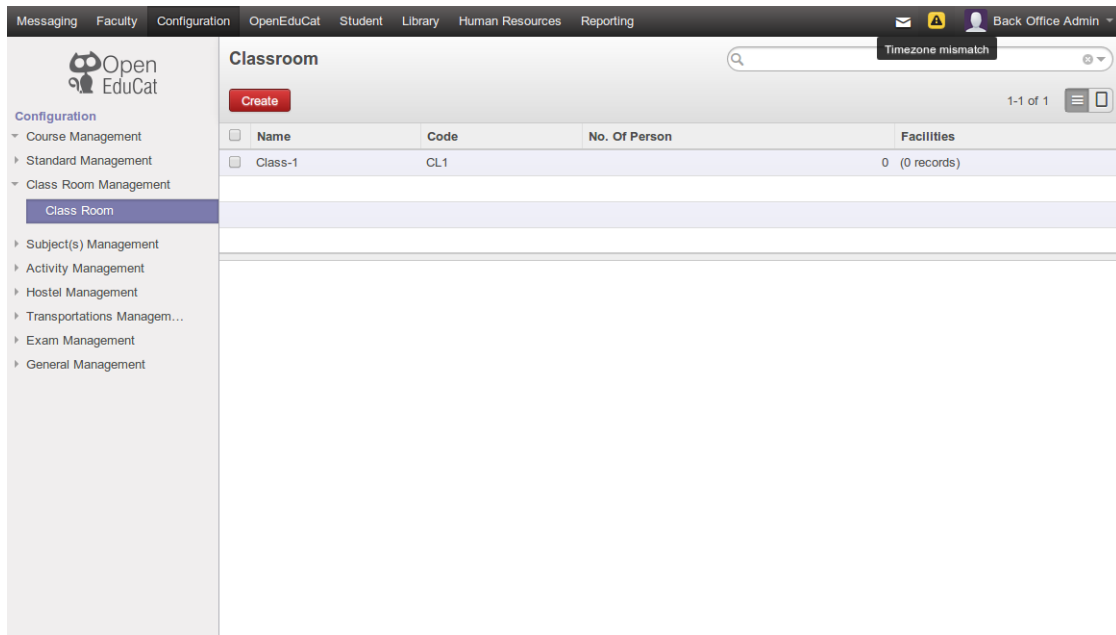 Messaging Faculty Configuration OpenEduCat Student Library Human Resources Reporting Back Office Admin
Timezone mismatch
Open
EduCat
Configuration
Course Management
Standard Management
Class Room Management
Class Room
Subject(s) Management
Activity Management
Hostel Management
Transportations Managem…
Exam Management
General Management
Classroom
Create 1-1 of 1
Name Code No. Of Person Facilities
Class-1 CL1 0 (0 records)